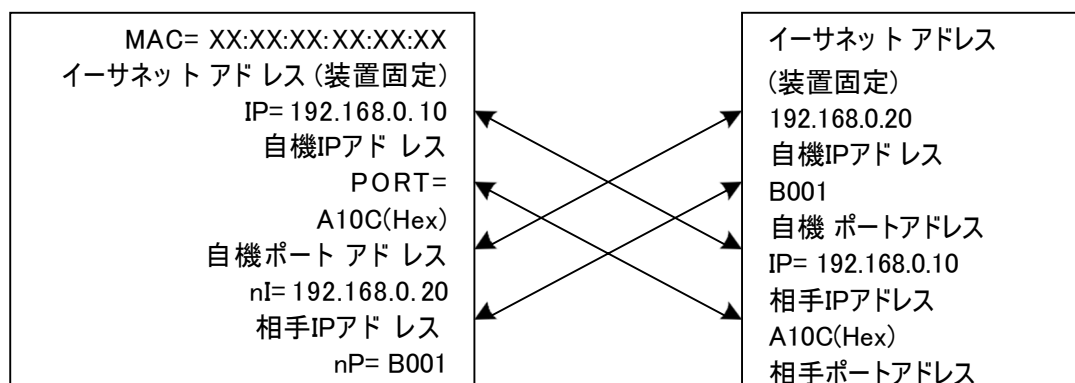 MAC= XX:XX:XX:XX:XX:XX
イーサネット アドレス (装置固定)
IP= 192.168.0.10
自機IPアドレス
PORT=
A10C(Hex)
自機ポート アドレス
nI= 192.168.0.20
相手IPアドレス
nP= B001
イーサネット アドレス
(装置固定)
192.168.0.20
自機IPアドレス
B001
自機 ポートアドレス
IP= 192.168.0.10
相手IPアドレス
A10C(Hex)
相手ポートアドレス